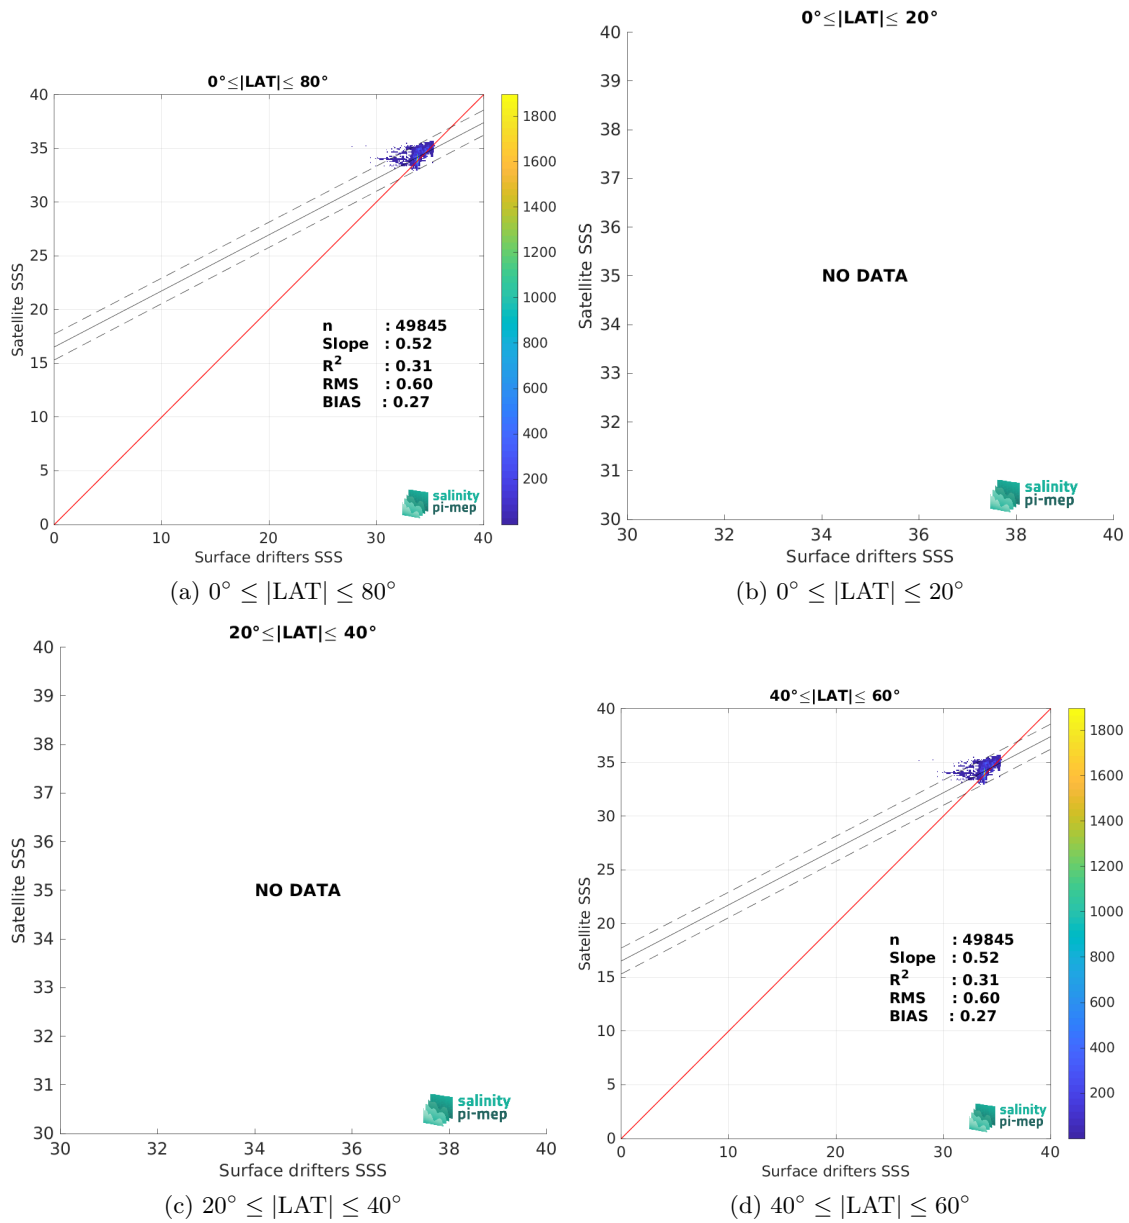 0°≤|LAT|≤ 80°
40
35
30
25
20
15
10
5
0
Satellite SSS
n : 49845
Slope : 0.52
R² : 0.31
RMS : 0.60
BIAS : 0.27
salinity
pi-mep
0 10 20 30 40
Surface drifters SSS
1800
1600
1400
1200
1000
800
600
400
200
(a) 0° ≤ |LAT| ≤ 80°
0°≤|LAT|≤ 20°
40
39
38
37
36
35
34
33
32
31
30
Satellite SSS
NO DATA
salinity
pi-mep
30 32 34 36 38 40
Surface drifters SSS
(b) 0° ≤ |LAT| ≤ 20°
20°≤|LAT|≤ 40°
40
39
38
37
36
35
34
33
32
31
30
Satellite SSS
NO DATA
salinity
pi-mep
30 32 34 36 38 40
Surface drifters SSS
(c) 20° ≤ |LAT| ≤ 40°
40°≤|LAT|≤ 60°
40
35
30
25
20
15
10
5
0
Satellite SSS
n : 49845
Slope : 0.52
R² : 0.31
RMS : 0.60
BIAS : 0.27
salinity
pi-mep
0 10 20 30 40
Surface drifters SSS
1800
1600
1400
1200
1000
800
600
400
200
(d) 40° ≤ |LAT| ≤ 60°